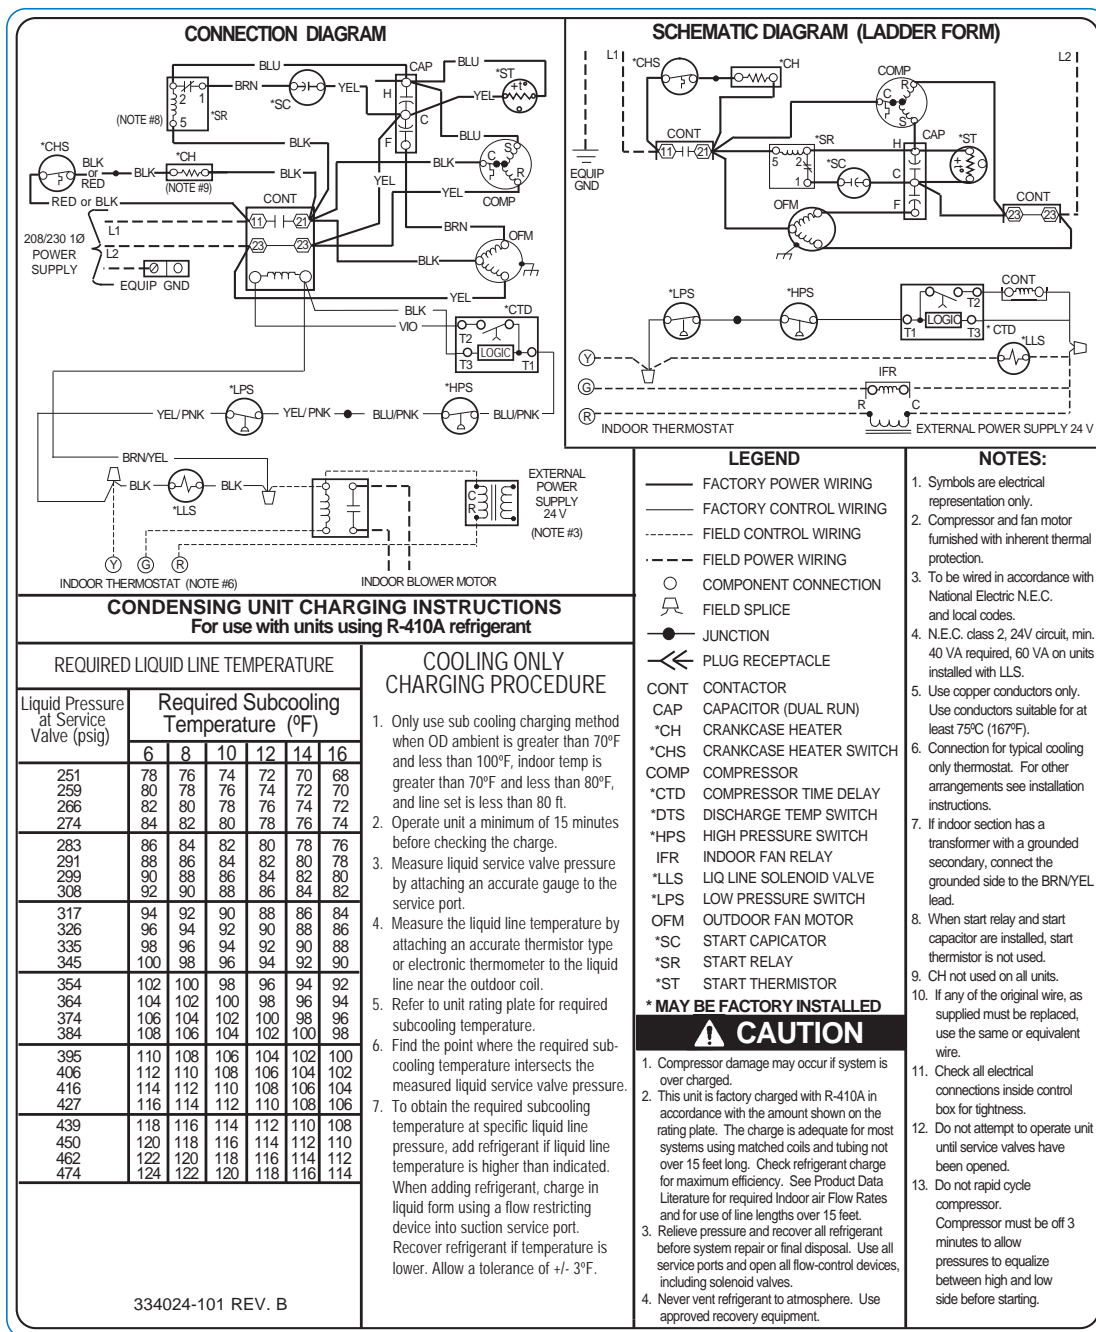 CONNECTION DIAGRAM
BLU
CAP
BLU
*ST
+t°
BRN
YEL
H
YEL
2 1
*SC
C
(NOTE #8)
5
*SR
F
BLU
*CHS
BLK
or
RED
BLK
*CH
(NOTE #9)
BLK
BLK
C
S
R
YEL
YEL
COMP
RED or BLK
CONT
11
21
L1
208/230 1Ø
POWER
SUPPLY
23
23
L2
BRN
OFM
BLK
EQUIP GND
YEL
BLK
*CTD
VIO
T2
LOGIC
T3
T1
*LPS
*HPS
YEL/PNK
YEL/PNK
BLU/PNK
BLU/PNK
BRN/YEL
BLK
BLK
*LLS
C
R
EXTERNAL
POWER
SUPPLY
24 V
(NOTE #3)
Y
G
R
INDOOR THERMOSTAT (NOTE #6)
INDOOR BLOWER MOTOR
SCHEMATIC DIAGRAM (LADDER FORM)
L1
*CHS
*CH
COMP
L2
R
C
S
CONT
11
21
*SR
CAP
*ST
H
5
2
1
*SC
C
+t°
EQUIP
GND
OFM
F
CONT
23
23
*LPS
*HPS
CONT
T2
LOGIC
T1
T3
* CTD
*LLS
Y
IFR
G
R
C
R
INDOOR THERMOSTAT
EXTERNAL POWER SUPPLY 24 V
CONDENSING UNIT CHARGING INSTRUCTIONS
For use with units using R-410A refrigerant
REQUIRED LIQUID LINE TEMPERATURE
Liquid Pressure
at Service
Valve (psig)
Required Subcooling
Temperature (ºF)
6 8 10 12 14 16
251 78 76 74 72 70 68
259 80 78 76 74 72 70
266 82 80 78 76 74 72
274 84 82 80 78 76 74
283 86 84 82 80 78 76
291 88 86 84 82 80 78
299 90 88 86 84 82 80
308 92 90 88 86 84 82
317 94 92 90 88 86 84
326 96 94 92 90 88 86
335 98 96 94 92 90 88
345 100 98 96 94 92 90
354 102 100 98 96 94 92
364 104 102 100 98 96 94
374 106 104 102 100 98 96
384 108 106 104 102 100 98
395 110 108 106 104 102 100
406 112 110 108 106 104 102
416 114 112 110 108 106 104
427 116 114 112 110 108 106
439 118 116 114 112 110 108
450 120 118 116 114 112 110
462 122 120 118 116 114 112
474 124 122 120 118 116 114
334024-101 REV. B
COOLING ONLY
CHARGING PROCEDURE
1. Only use sub cooling charging method
when OD ambient is greater than 70ºF
and less than 100ºF, indoor temp is
greater than 70ºF and less than 80ºF,
and line set is less than 80 ft.
2. Operate unit a minimum of 15 minutes
before checking the charge.
3. Measure liquid service valve pressure
by attaching an accurate gauge to the
service port.
4. Measure the liquid line temperature by
attaching an accurate thermistor type
or electronic thermometer to the liquid
line near the outdoor coil.
5. Refer to unit rating plate for required
subcooling temperature.
6. Find the point where the required sub-
cooling temperature intersects the
measured liquid service valve pressure.
7. To obtain the required subcooling
temperature at specific liquid line
pressure, add refrigerant if liquid line
temperature is higher than indicated.
When adding refrigerant, charge in
liquid form using a flow restricting
device into suction service port.
Recover refrigerant if temperature is
lower. Allow a tolerance of +/- 3ºF.
LEGEND
FACTORY POWER WIRING
FACTORY CONTROL WIRING
FIELD CONTROL WIRING
FIELD POWER WIRING
COMPONENT CONNECTION
FIELD SPLICE
JUNCTION
PLUG RECEPTACLE
CONT CONTACTOR
CAP CAPACITOR (DUAL RUN)
*CH CRANKCASE HEATER
*CHS CRANKCASE HEATER SWITCH
COMP COMPRESSOR
*CTD COMPRESSOR TIME DELAY
*DTS DISCHARGE TEMP SWITCH
*HPS HIGH PRESSURE SWITCH
IFR INDOOR FAN RELAY
*LLS LIQ LINE SOLENOID VALVE
*LPS LOW PRESSURE SWITCH
OFM OUTDOOR FAN MOTOR
*SC START CAPICATOR
*SR START RELAY
*ST START THERMISTOR
* MAY BE FACTORY INSTALLED
CAUTION
1. Compressor damage may occur if system is
over charged.
2. This unit is factory charged with R-410A in
accordance with the amount shown on the
rating plate. The charge is adequate for most
systems using matched coils and tubing not
over 15 feet long. Check refrigerant charge
for maximum efficiency. See Product Data
Literature for required Indoor air Flow Rates
and for use of line lengths over 15 feet.
3. Relieve pressure and recover all refrigerant
before system repair or final disposal. Use all
service ports and open all flow-control devices,
including solenoid valves.
4. Never vent refrigerant to atmosphere. Use
approved recovery equipment.
NOTES:
1. Symbols are electrical
representation only.
2. Compressor and fan motor
furnished with inherent thermal
protection.
3. To be wired in accordance with
National Electric N.E.C.
and local codes.
4. N.E.C. class 2, 24V circuit, min.
40 VA required, 60 VA on units
installed with LLS.
5. Use copper conductors only.
Use conductors suitable for at
least 75ºC (167ºF).
6. Connection for typical cooling
only thermostat. For other
arrangements see installation
instructions.
7. If indoor section has a
transformer with a grounded
secondary, connect the
grounded side to the BRN/YEL
lead.
8. When start relay and start
capacitor are installed, start
thermistor is not used.
9. CH not used on all units.
10. If any of the original wire, as
supplied must be replaced,
use the same or equivalent
wire.
11. Check all electrical
connections inside control
box for tightness.
12. Do not attempt to operate unit
until service valves have
been opened.
13. Do not rapid cycle
compressor.
Compressor must be off 3
minutes to allow
pressures to equalize
between high and low
side before starting.